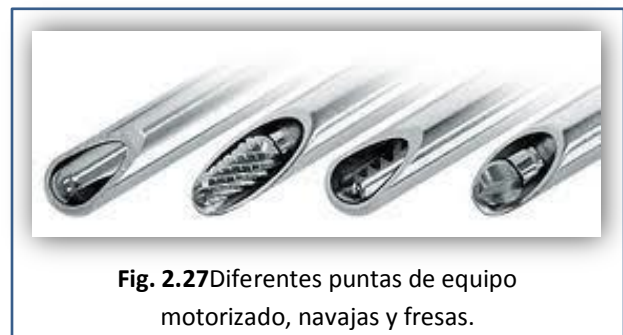 Fig. 2.27Diferentes puntas de equipo
motorizado, navajas y fresas.